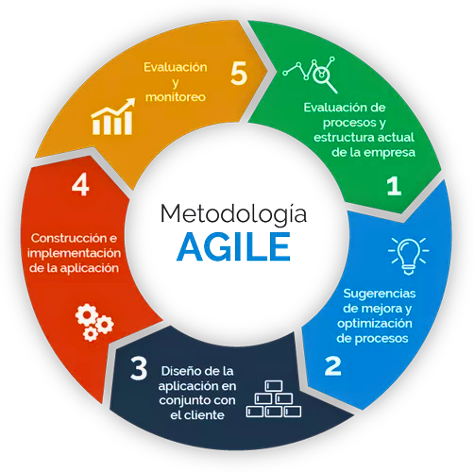 Metodología
AGILE
Evaluación de
procesos y
estructura actual
de la empresa
1
Sugerencias
de mejora y
optimización
de procesos
2
3
Diseño de la
aplicación en
conjunto con
el cliente
4
Construcción e
implementación
de la aplicación
5
Evaluación
y
monitoreo